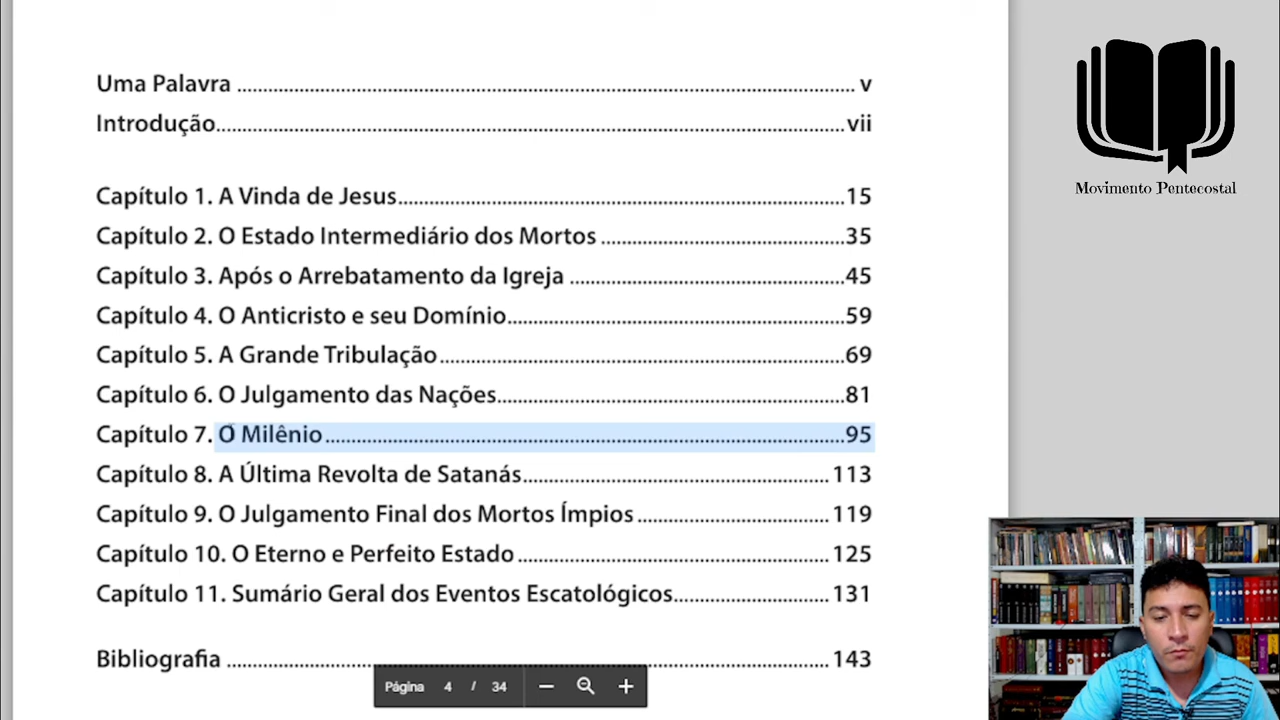 Uma Palavra ........................................................................................................................ v
Introdução........................................................................................................................vii
Capítulo 1. A Vinda de Jesus........................................................................................15
Capítulo 2. O Estado Intermediário dos Mortos ................................................35
Capítulo 3. Após o Arrebatamento da Igreja ......................................................45
Capítulo 4. O Anticristo e seu Domínio..................................................................59
Capítulo 5. A Grande Tribulação................................................................................69
Capítulo 6. O Julgamento das Nações....................................................................81
Capítulo 7. O Milênio......................................................................................................95
Capítulo 8. A Última Revolta de Satanás............................................................. 113
Capítulo 9. O Julgamento Final dos Mortos Ímpios ...................................... 119
Capítulo 10. O Eterno e Perfeito Estado .............................................................. 125
Capítulo 11. Sumário Geral dos Eventos Escatológicos............................... 131
Bibliografia ........................................................................................................................ 143
Página 4 / 34
Movimento Pentecostal